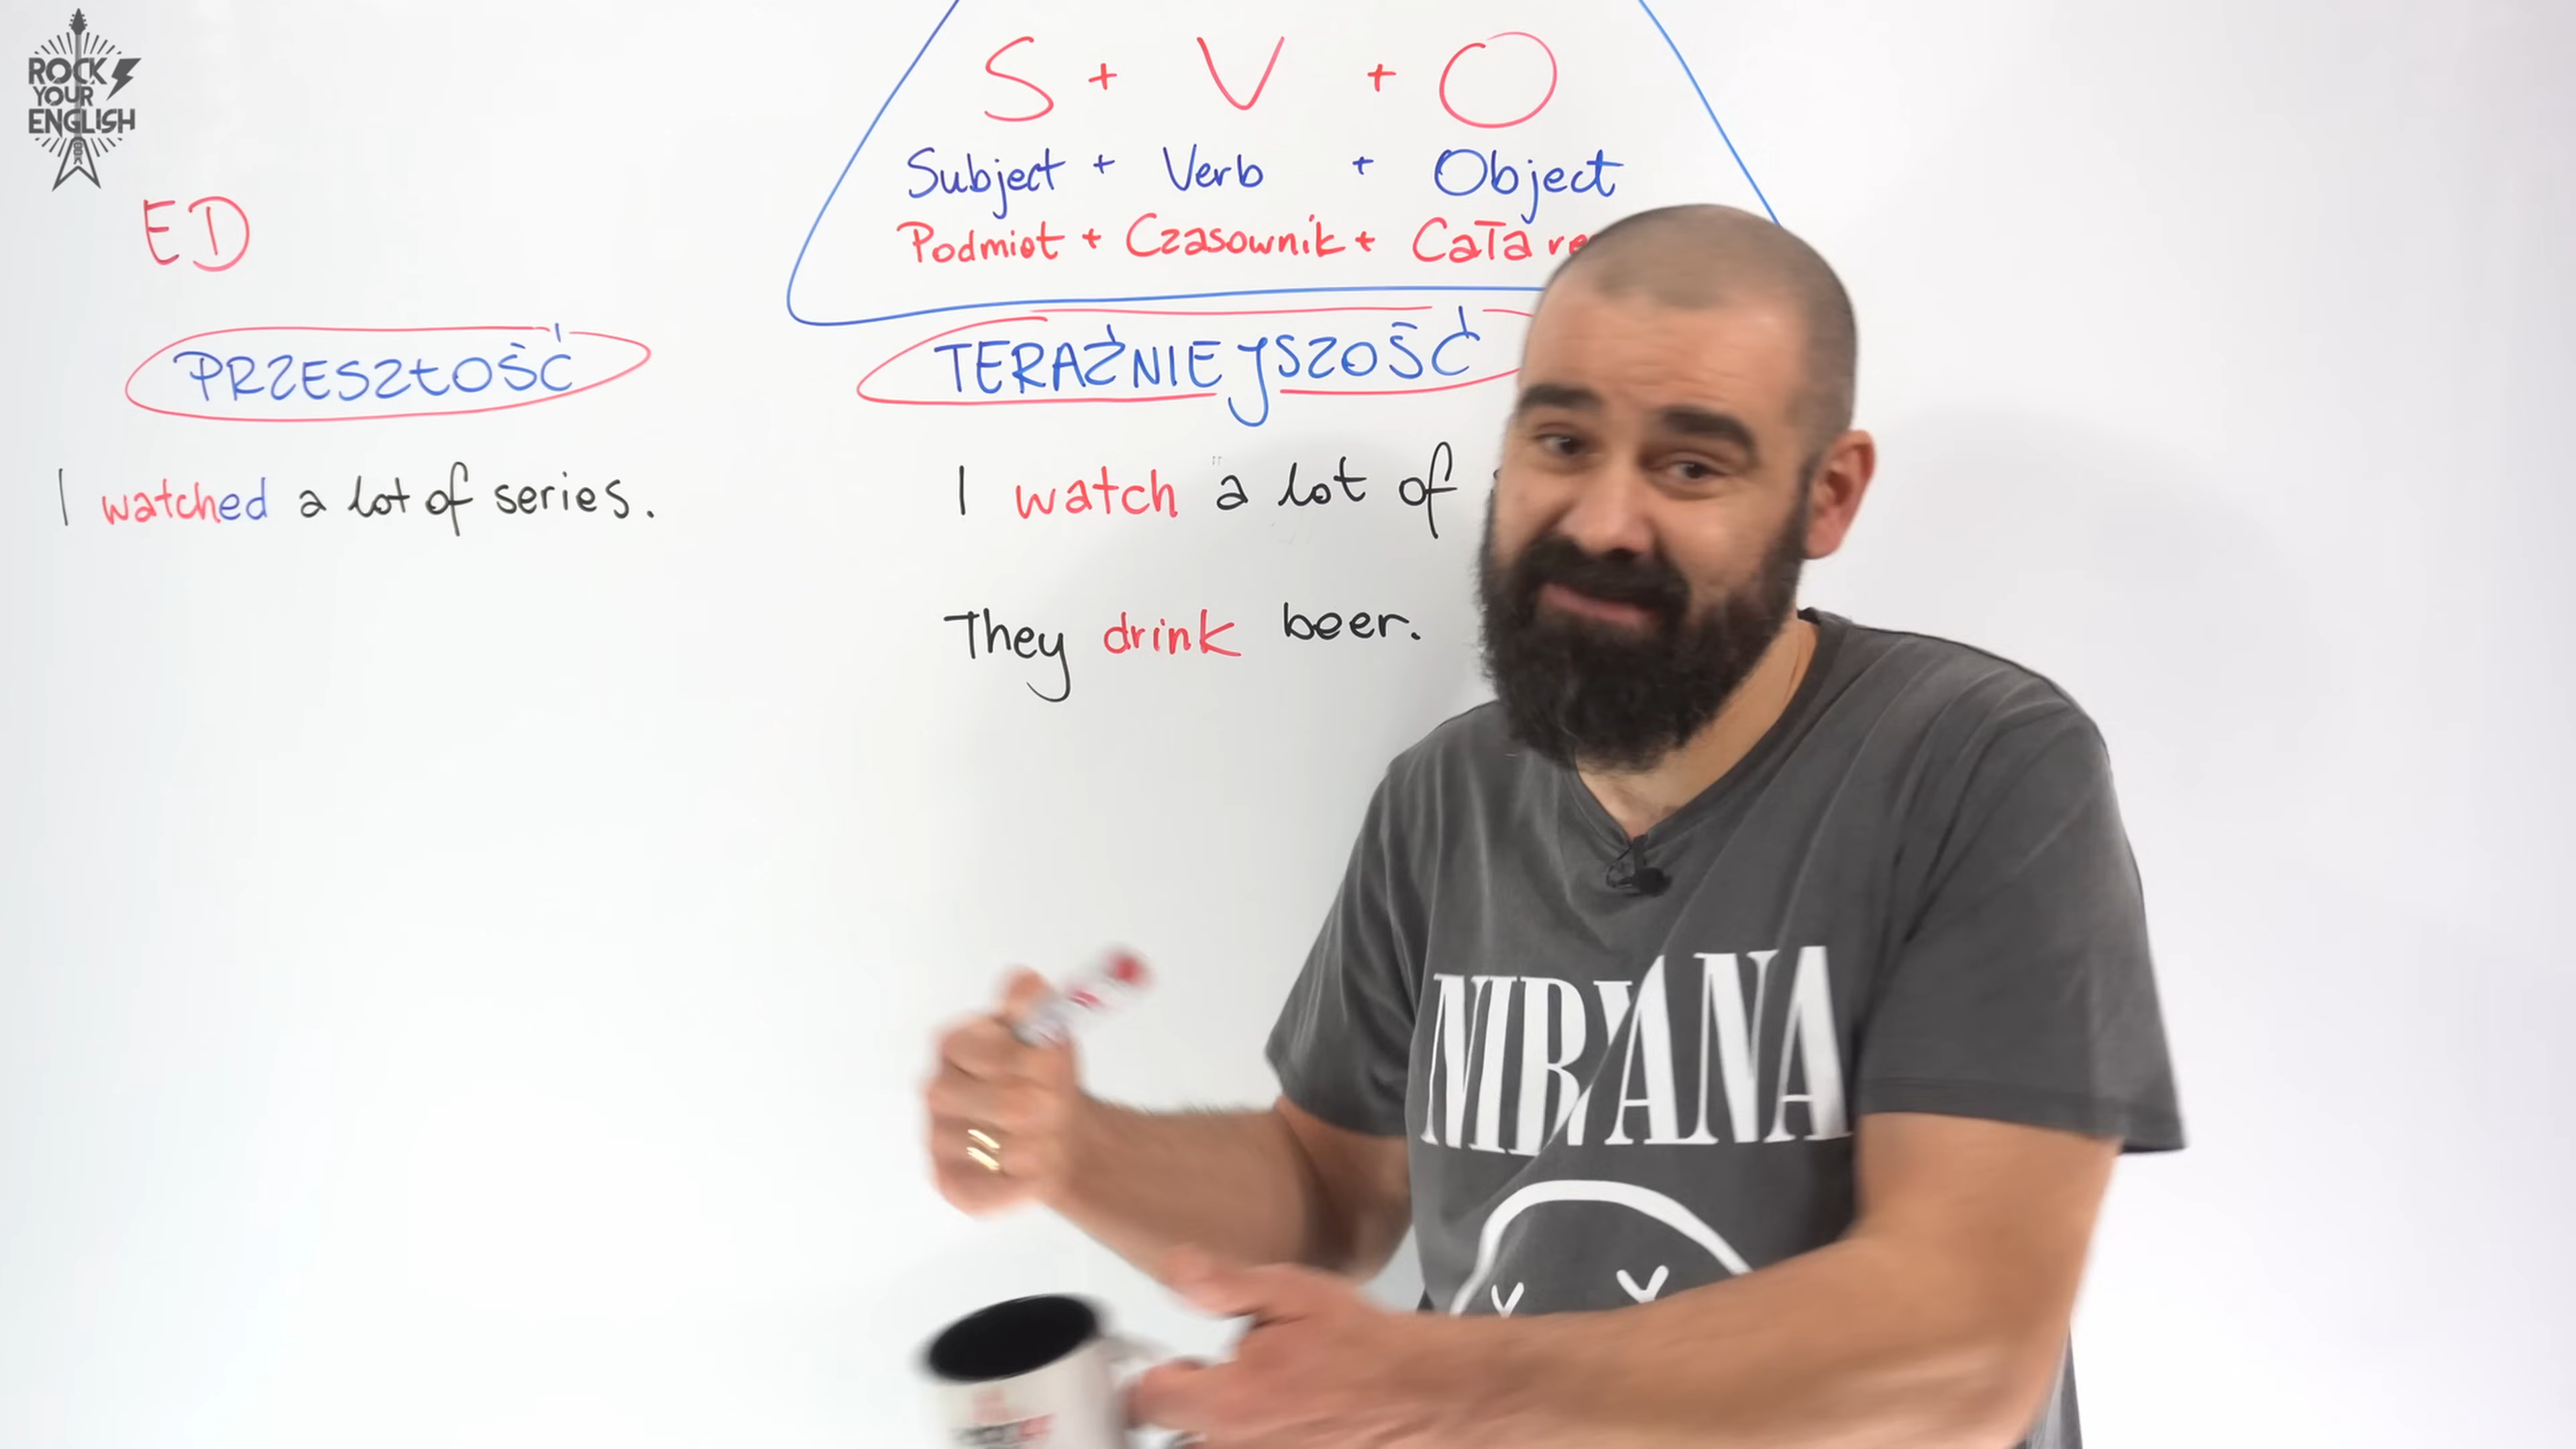 ROCK
YOUR
ENGLISH
S + V + O
Subject + Verb + Object
Podmiot + Czasownik + Cała
ED
PRZESZŁOŚĆ
TERAŹNIEJSZOŚĆ
I watched a lot of series.
I watch a lot of
They drink beer.
NIRVANA